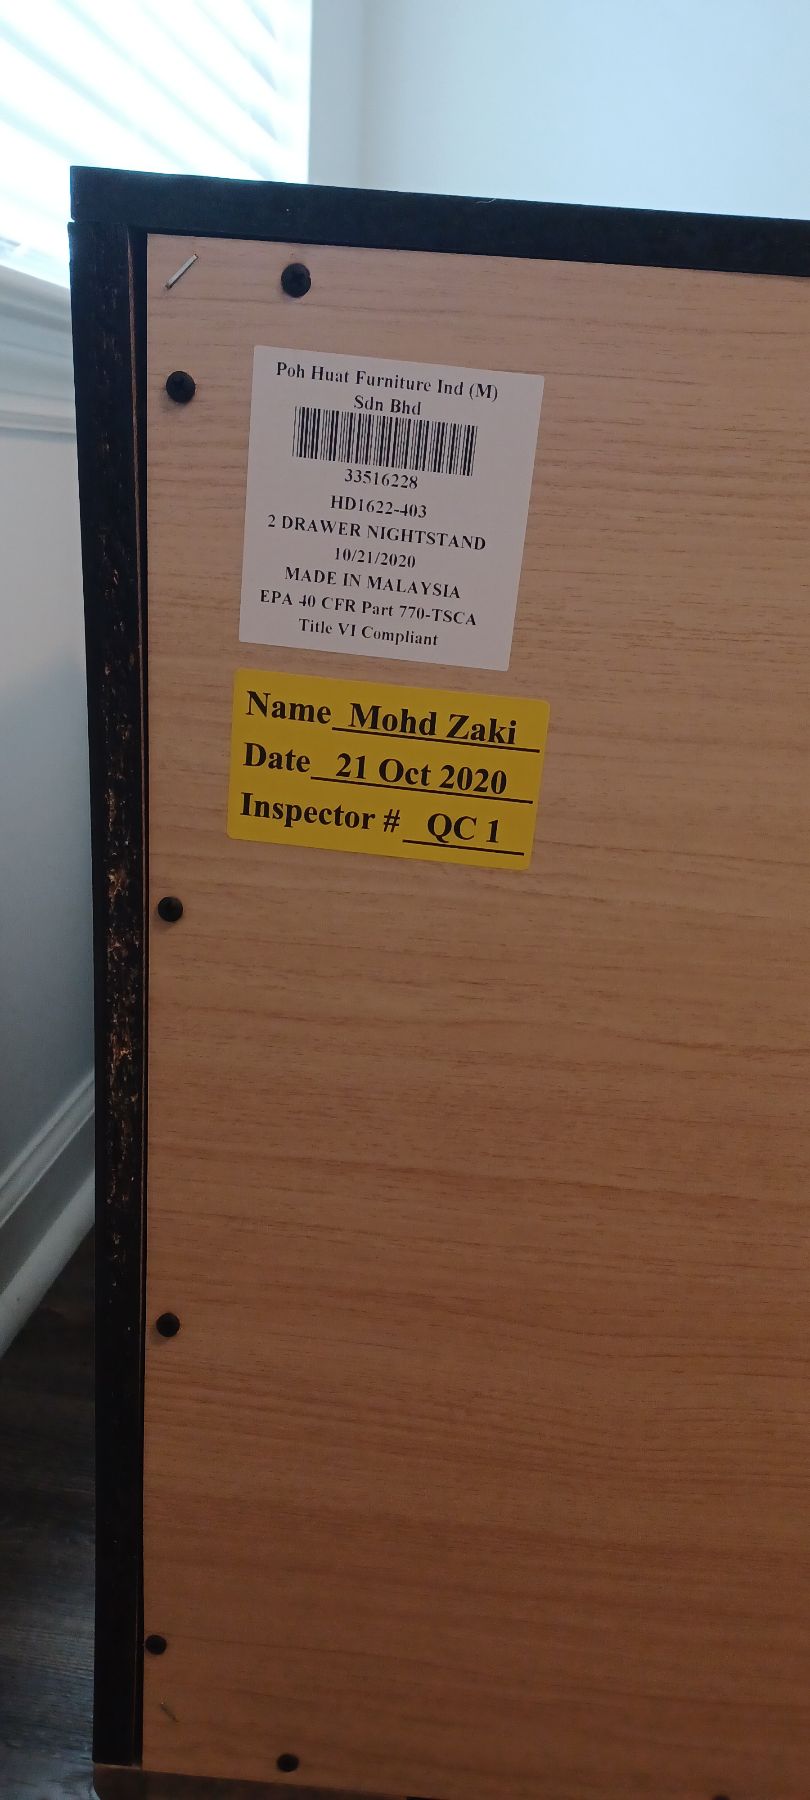 Poh Huat Furniture Ind (M)
Sdn Bhd
33516228
HD1622-403
2 DRAWER NIGHTSTAND
10/21/2020
MADE IN MALAYSIA
EPA 40 CFR Part 770-TSCA
Title VI Compliant
Name Mohd Zaki
Date 21 Oct 2020
Inspector # QC 1